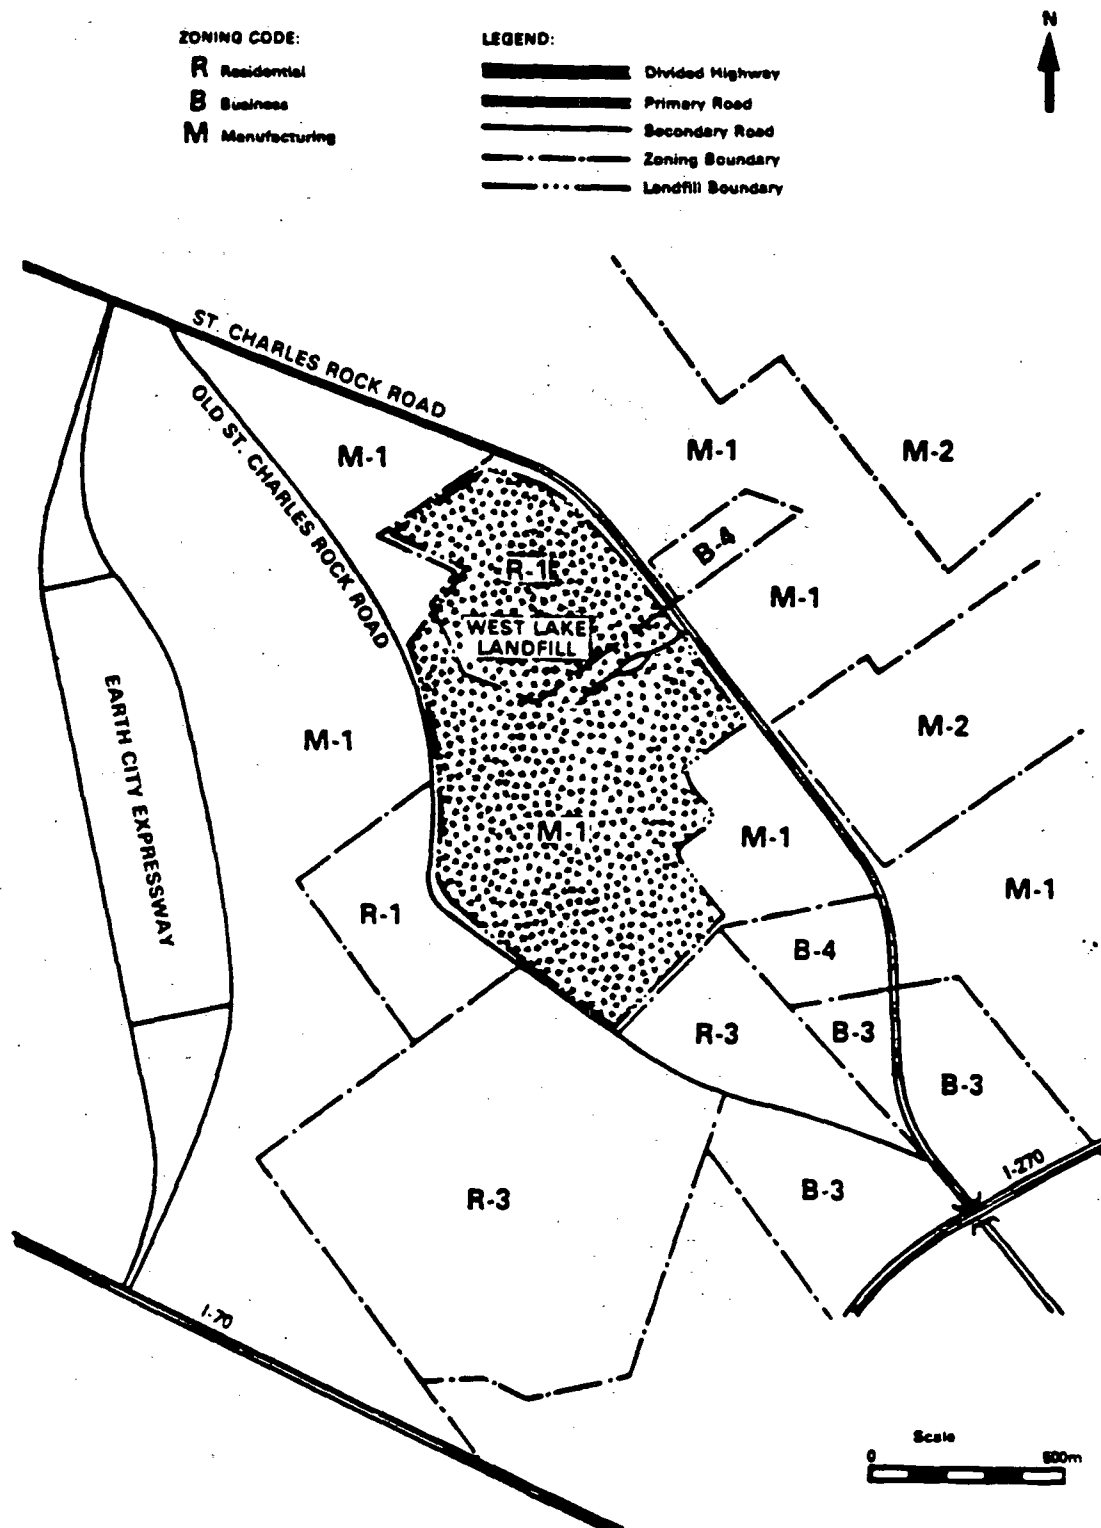 N
ZONING CODE:
R Residential
B Business
M Manufacturing
LEGEND:
Divided Highway
Primary Road
Secondary Road
Zoning Boundary
Landfill Boundary
ST. CHARLES ROCK ROAD
OLD ST. CHARLES ROCK ROAD
M-1
M-1
M-2
B-4
R-1
M-1
WEST LAKE
LANDFILL
EARTH CITY EXPRESSWAY
M-1
M-2
M-1
M-1
M-1
R-1
B-4
R-3
B-3
B-3
I-270
R-3
B-3
I-70
Scale
0 500m